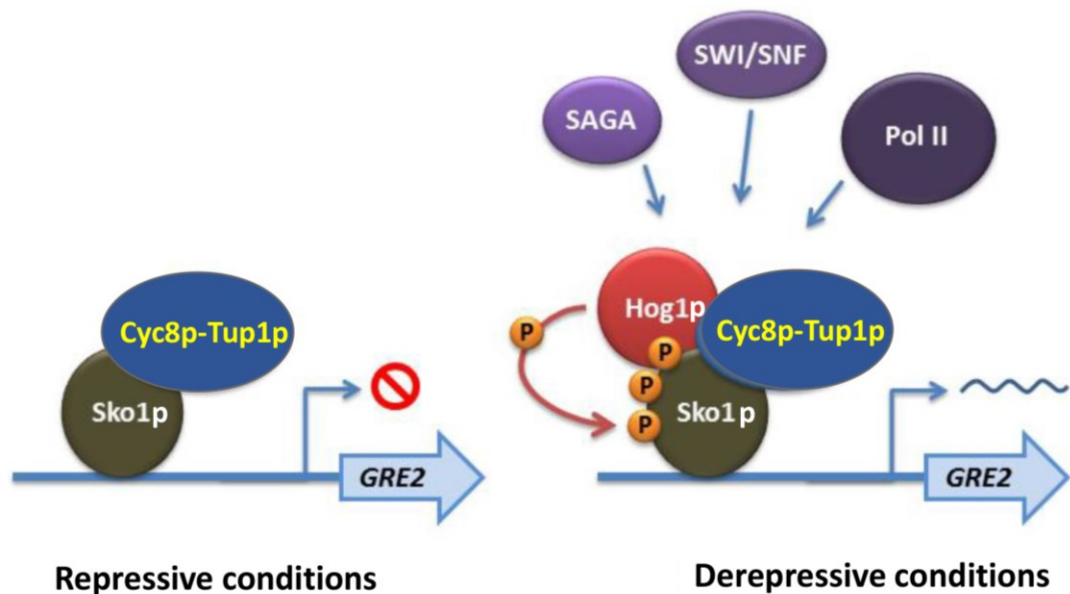 Cyc8p-Tup1p
Sko1p
GRE2
Repressive conditions
SAGA
SWI/SNF
Pol II
Hog1p
Cyc8p-Tup1p
P
P
P
P
Sko1p
GRE2
Derepressive conditions